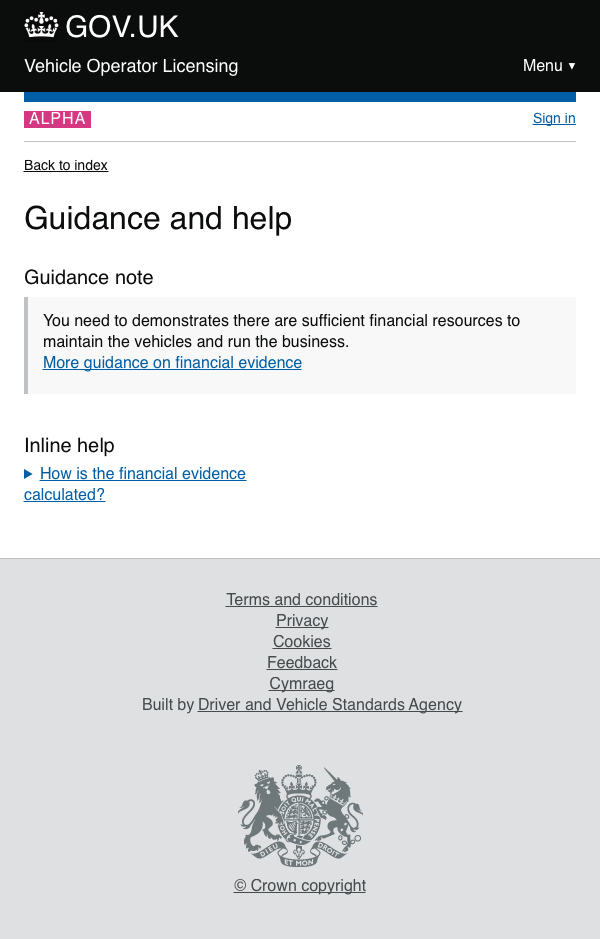 GOV.UK
Vehicle Operator Licensing
Menu ▼
ALPHA
Sign in
Back to index
Guidance and help
Guidance note
You need to demonstrates there are sufficient financial resources to
maintain the vehicles and run the business.
More guidance on financial evidence
Inline help
How is the financial evidence
calculated?
Terms and conditions
Privacy
Cookies
Feedback
Cymraeg
Built by Driver and Vehicle Standards Agency
DIEU ET MON DROIT
© Crown copyright